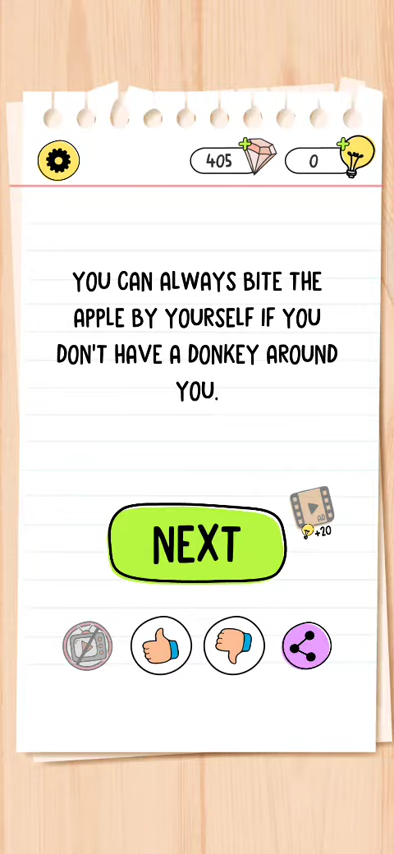 405
0
YOU CAN ALWAYS BITE THE
APPLE BY YOURSELF IF YOU
DON'T HAVE A DONKEY AROUND
YOU.
AD
+20
NEXT